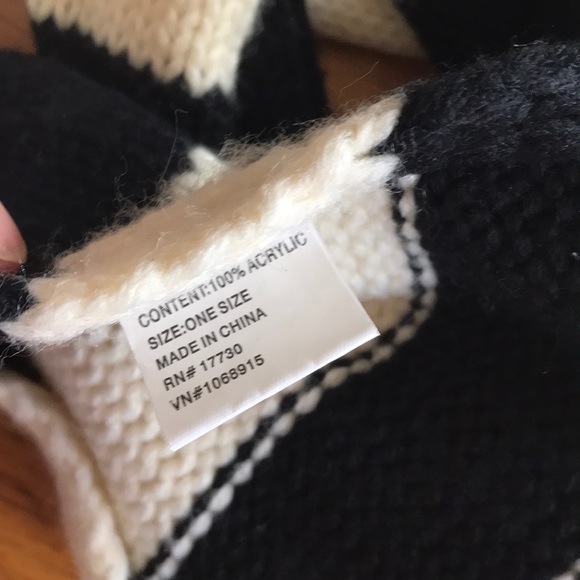 CONTENT:100% ACRYLIC
SIZE:ONE SIZE
MADE IN CHINA
RN# 17730
VN#1068915